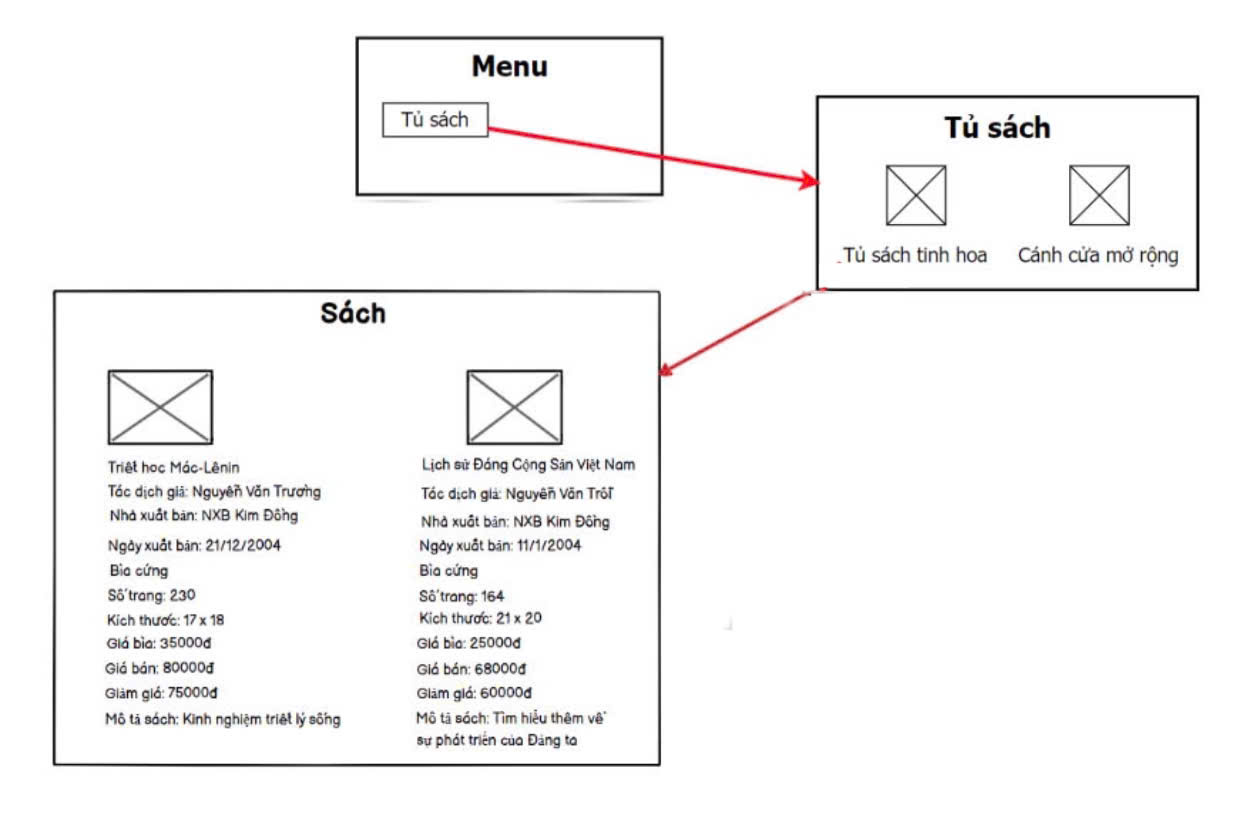 Menu
Tủ sách
Tủ sách
Tủ sách tinh hoa
Cánh cửa mở rộng
Sách
Triết học Mác-Lênin
Tác dịch giả: Nguyễn Văn Trường
Nhà xuất bản: NXB Kim Đồng
Ngày xuất bản: 21/12/2004
Bìa cứng
Số trang: 230
Kích thước: 17 x 18
Giá bìa: 35000đ
Giá bán: 80000đ
Giảm giá: 75000đ
Mô tả sách: Kinh nghiệm triết lý sống
Lịch sử Đảng Cộng Sản Việt Nam
Tác dịch giả: Nguyễn Văn Trỗi
Nhà xuất bản: NXB Kim Đồng
Ngày xuất bản: 11/1/2004
Bìa cứng
Số trang: 164
Kích thước: 21 x 20
Giá bìa: 25000đ
Giá bán: 68000đ
Giảm giá: 60000đ
Mô tả sách: Tìm hiểu thêm về
sự phát triển của Đảng ta